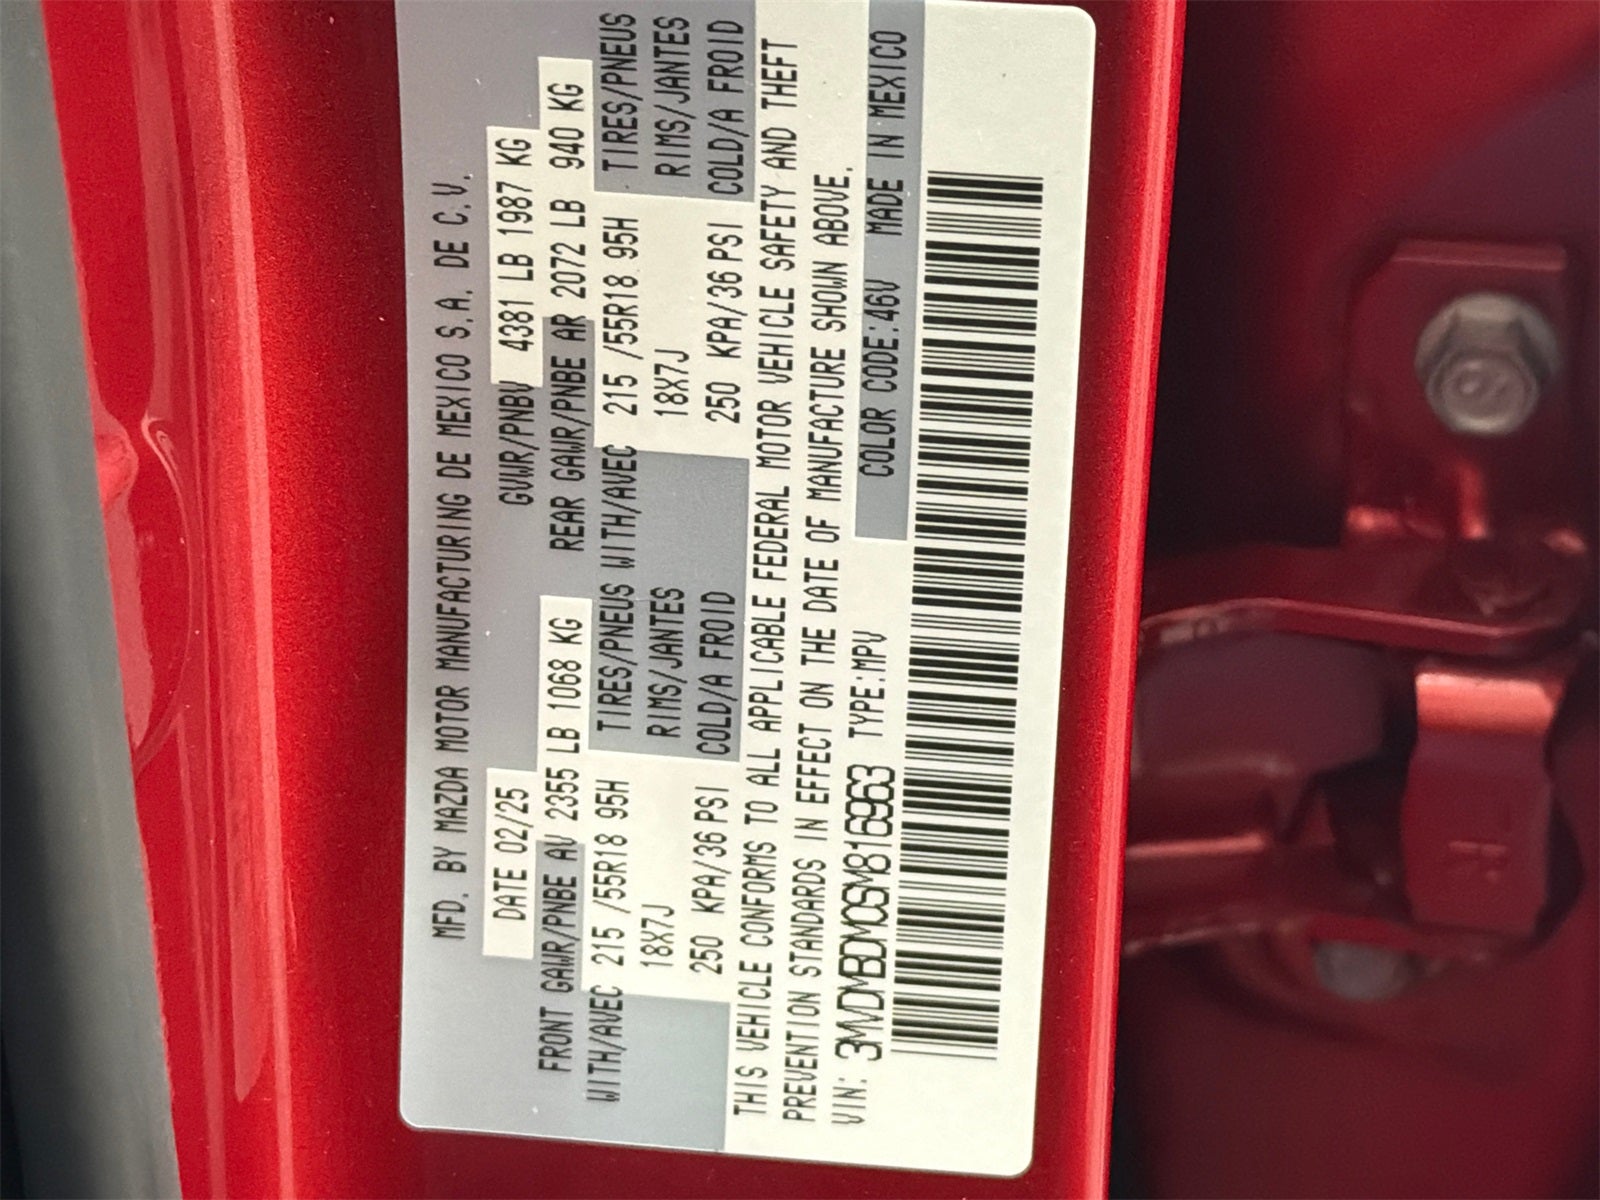 MFD. BY MAZDA MOTOR MANUFACTURING DE MEXICO S.A. DE C.V.
DATE 02/25 GVWR/PNBV 4381 LB 1987 KG
FRONT GAWR/PNBE AV 2355 LB 1068 KG REAR GAWR/PNBE AR 2072 LB 940 KG
WITH/AVEC 215 /55R18 95H TIRES/PNEUS WITH/AVEC 215 /55R18 95H TIRES/PNEUS
18X7J RIMS/JANTES 18X7J RIMS/JANTES
250 KPA/36 PSI COLD/A FROID 250 KPA/36 PSI COLD/A FROID
THIS VEHICLE CONFORMS TO ALL APPLICABLE FEDERAL MOTOR VEHICLE SAFETY AND THEFT
PREVENTION STANDARDS IN EFFECT ON THE DATE OF MANUFACTURE SHOWN ABOVE.
VIN: 3MVDMBDM0SM816963 TYPE:MPV COLOR CODE:46V MADE IN MEXICO